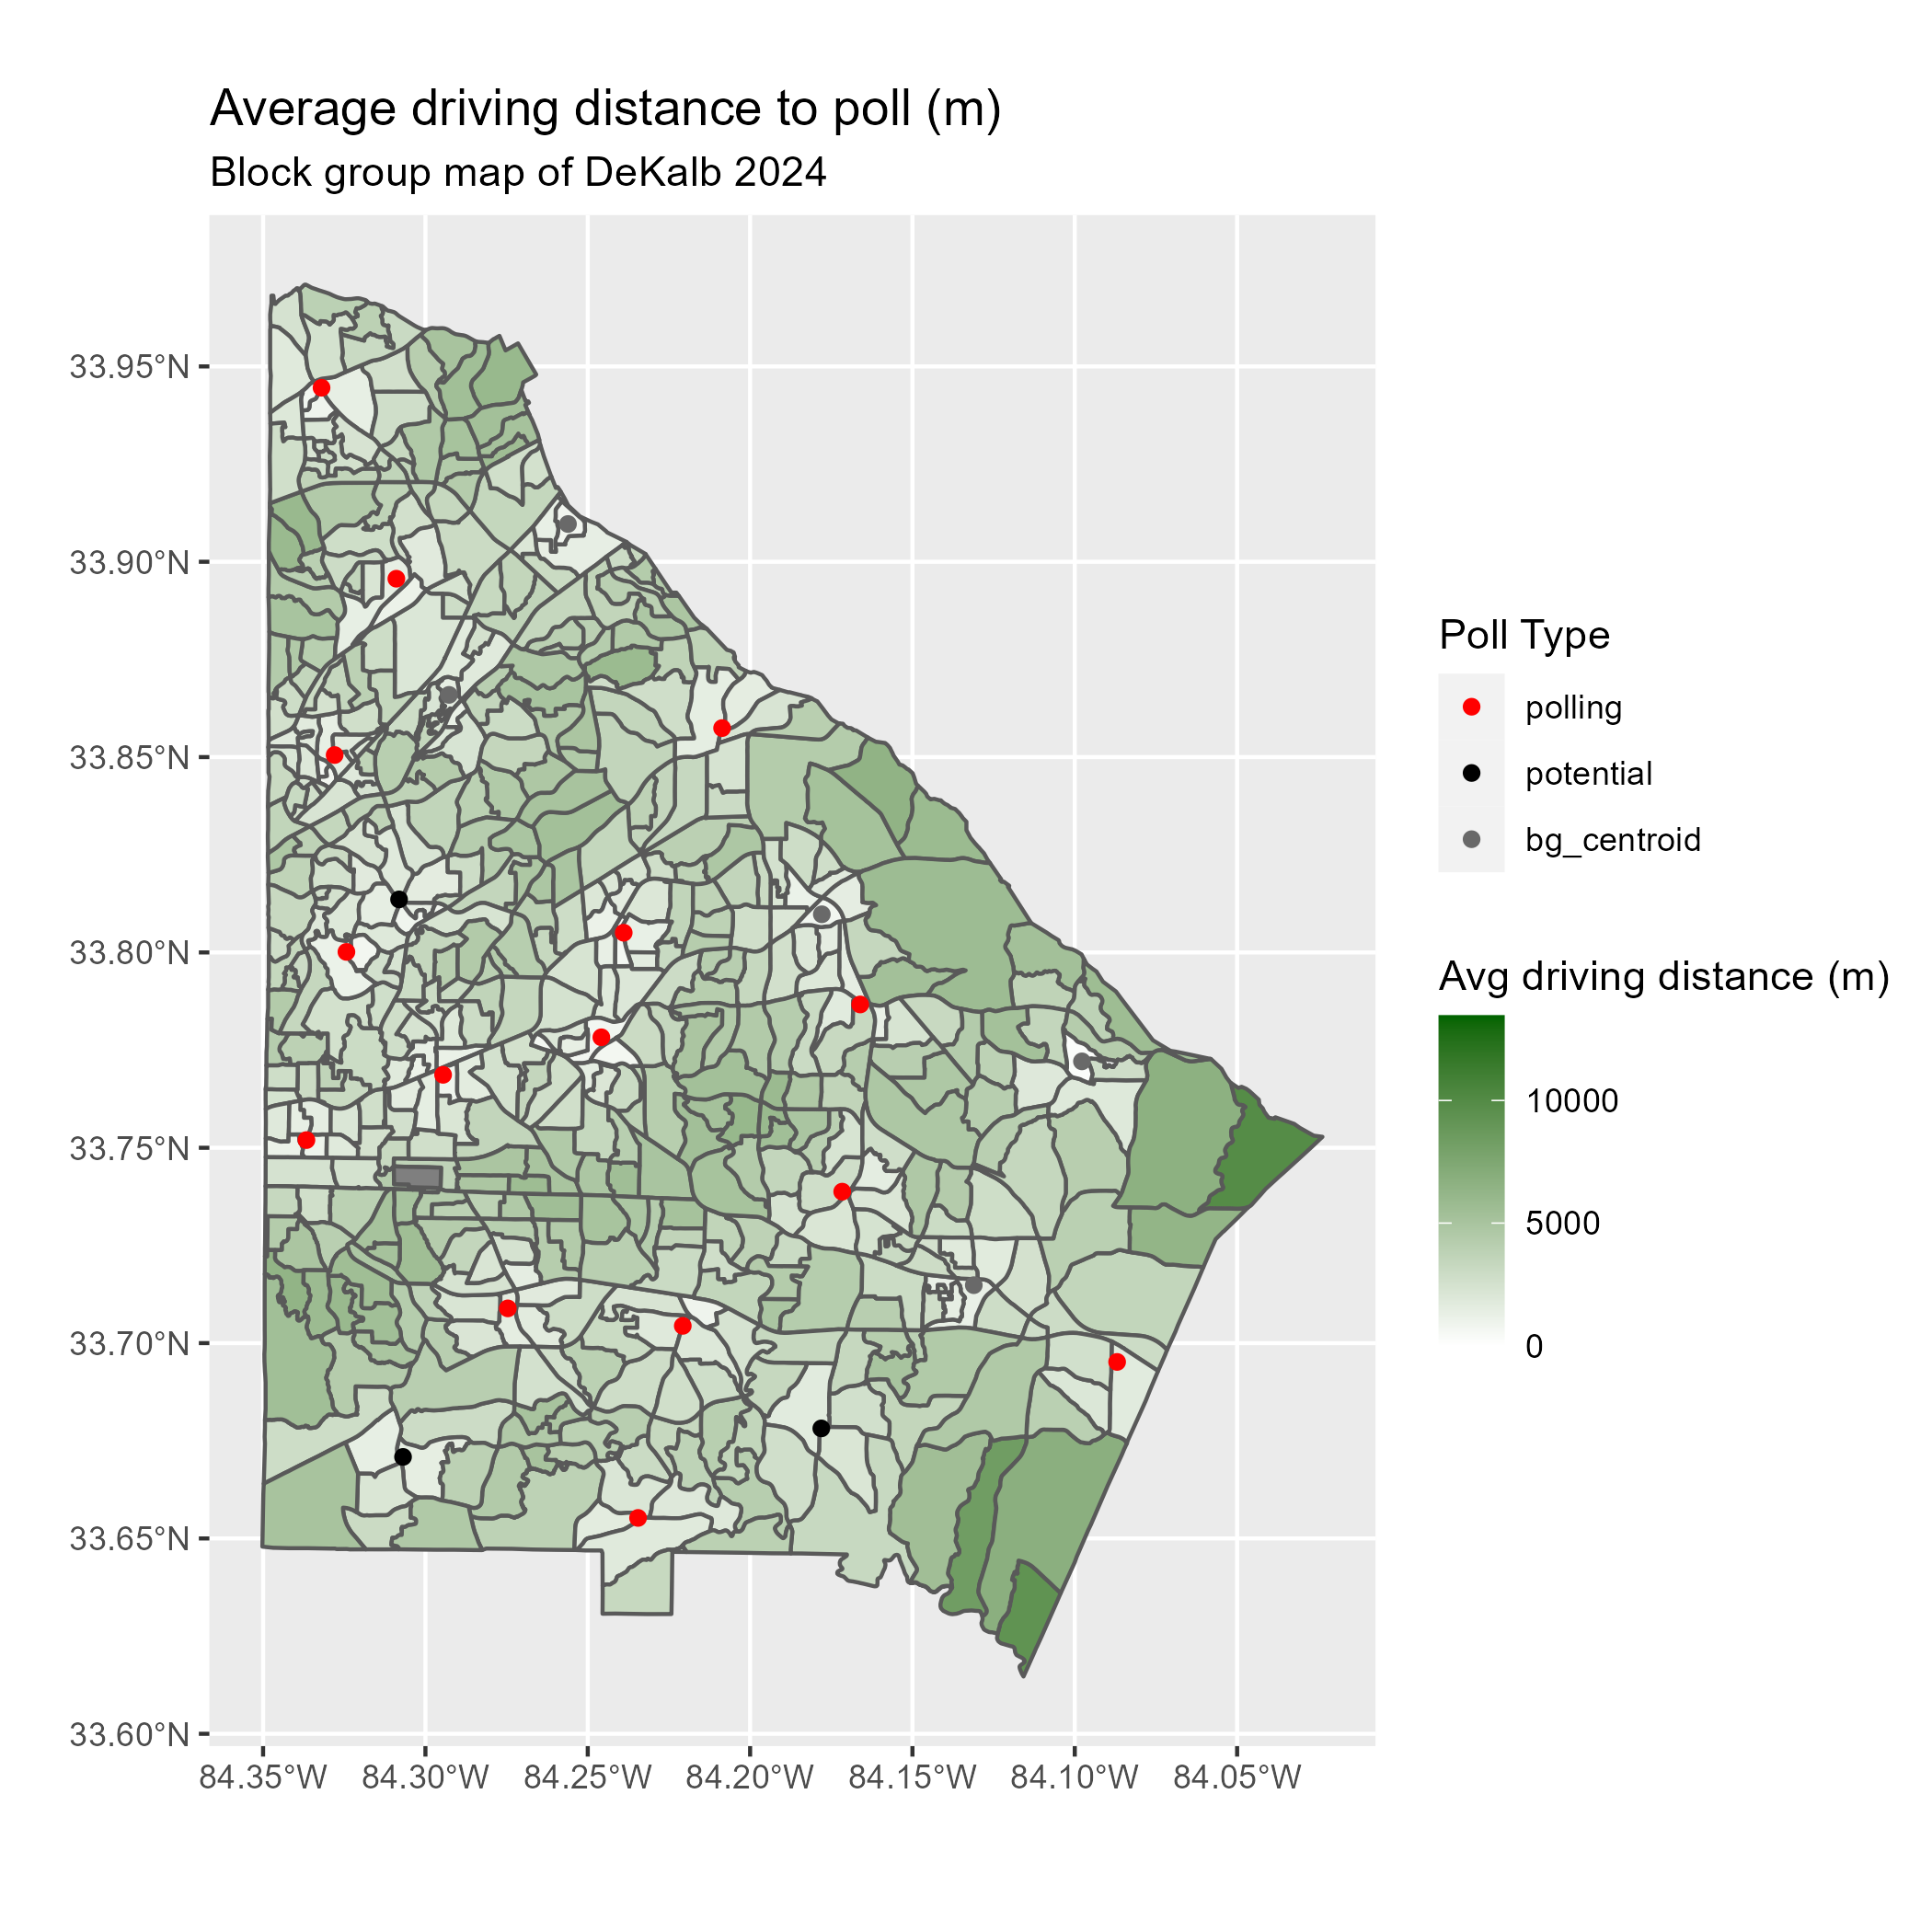 Average driving distance to poll (m)
Block group map of DeKalb 2024
33.95°N
33.90°N
33.85°N
33.80°N
33.75°N
33.70°N
33.65°N
33.60°N
84.35°W 84.30°W 84.25°W 84.20°W 84.15°W 84.10°W 84.05°W
Poll Type
polling
potential
bg_centroid
Avg driving distance (m)
10000
5000
0